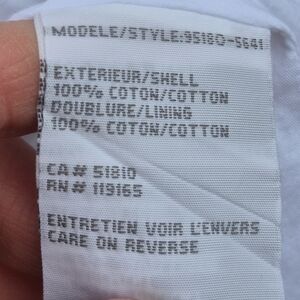 MODELE/STYLE:95180-5641
EXTERIEUR/SHELL
100% COTON/COTTON
DOUBLURE/LINING
100% COTON/COTTON
CA# 51810
RN# 119165
ENTRETIEN VOIR L'ENVERS
CARE ON REVERSE